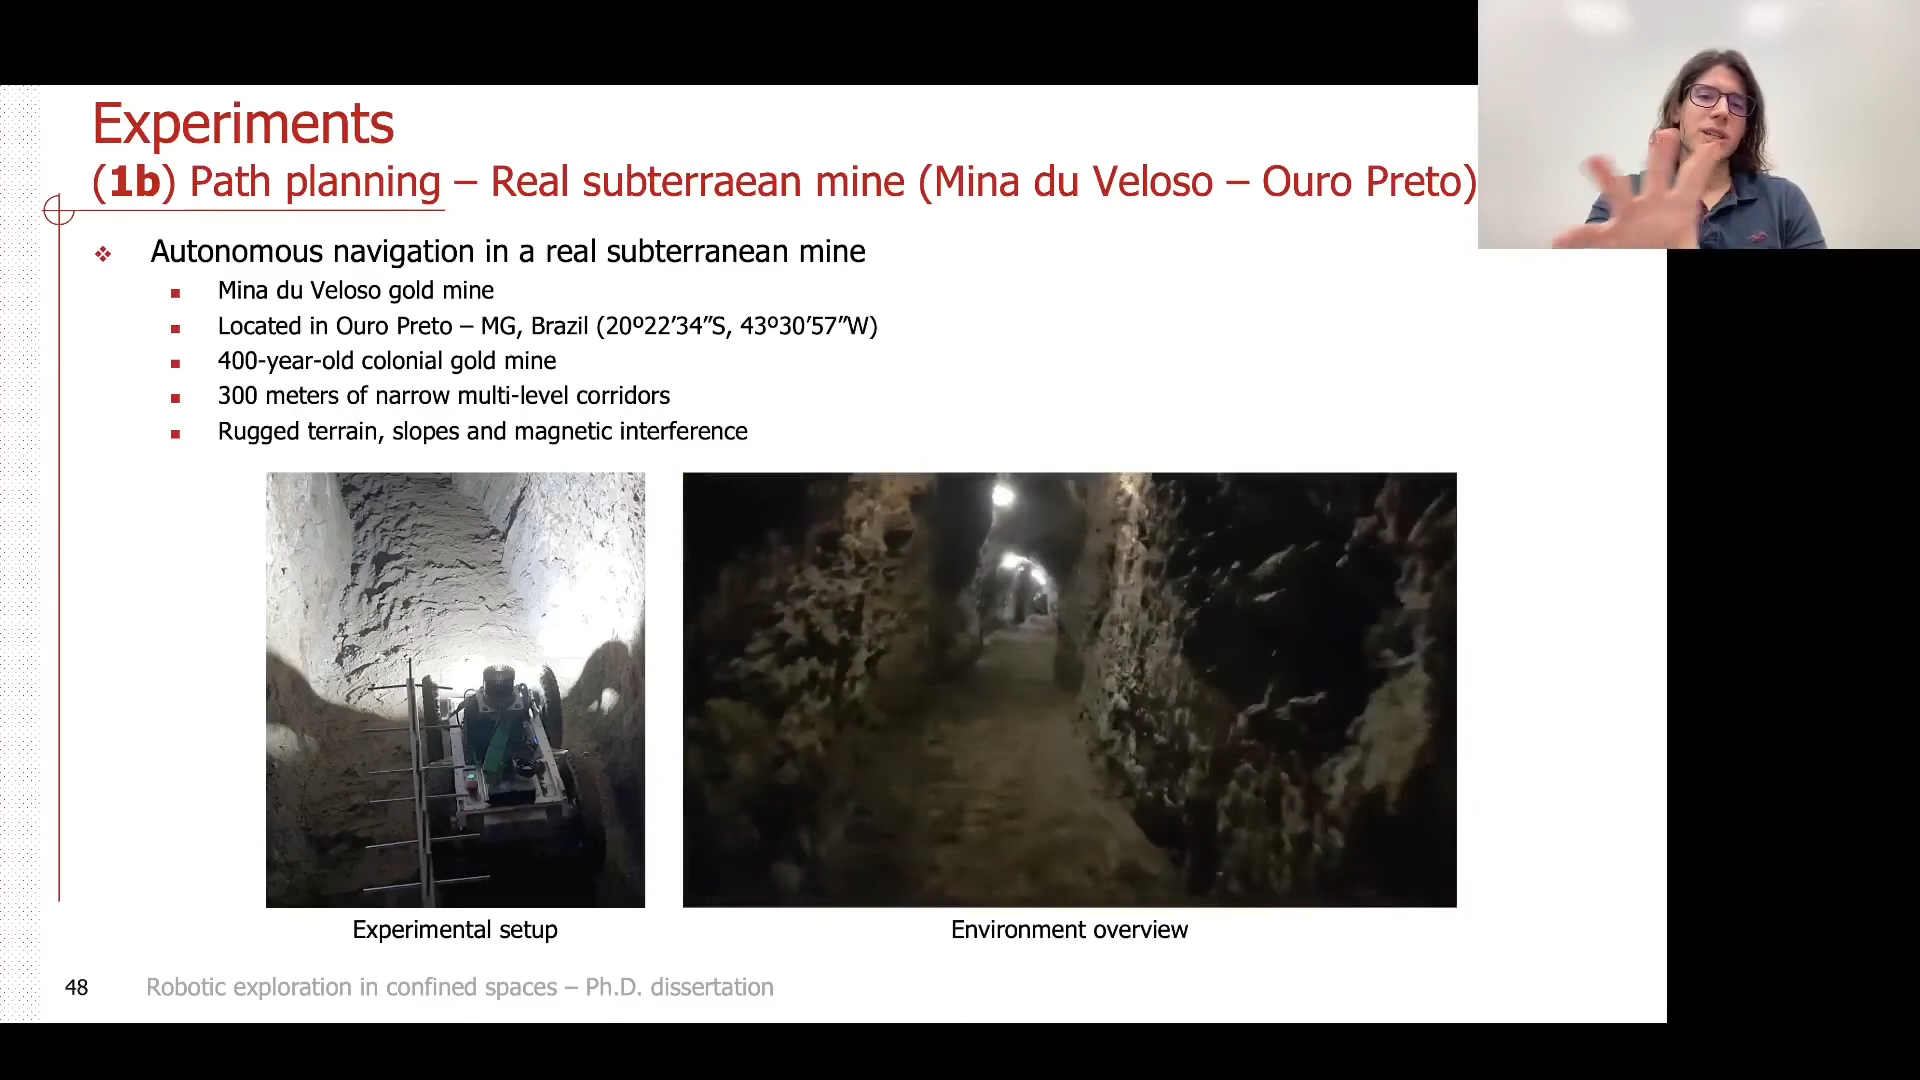 Experiments
(1b) Path planning – Real subterraean mine (Mina du Veloso – Ouro Preto)
Autonomous navigation in a real subterranean mine
Mina du Veloso gold mine
Located in Ouro Preto – MG, Brazil (20º22’34”S, 43º30’57”W)
400-year-old colonial gold mine
300 meters of narrow multi-level corridors
Rugged terrain, slopes and magnetic interference
Experimental setup
Environment overview
48
Robotic exploration in confined spaces – Ph.D. dissertation